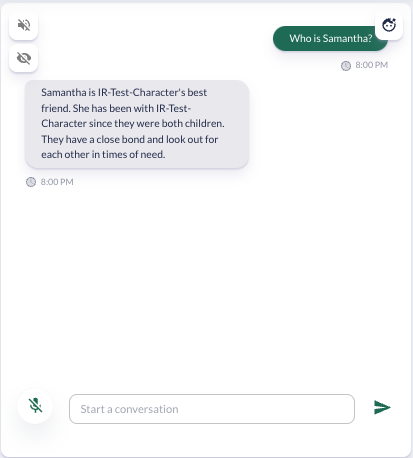 Who is Samantha?
8:00 PM
Samantha is IR-Test-Character's best
friend. She has been with IR-Test-
Character since they were both children.
They have a close bond and look out for
each other in times of need.
8:00 PM
Start a conversation